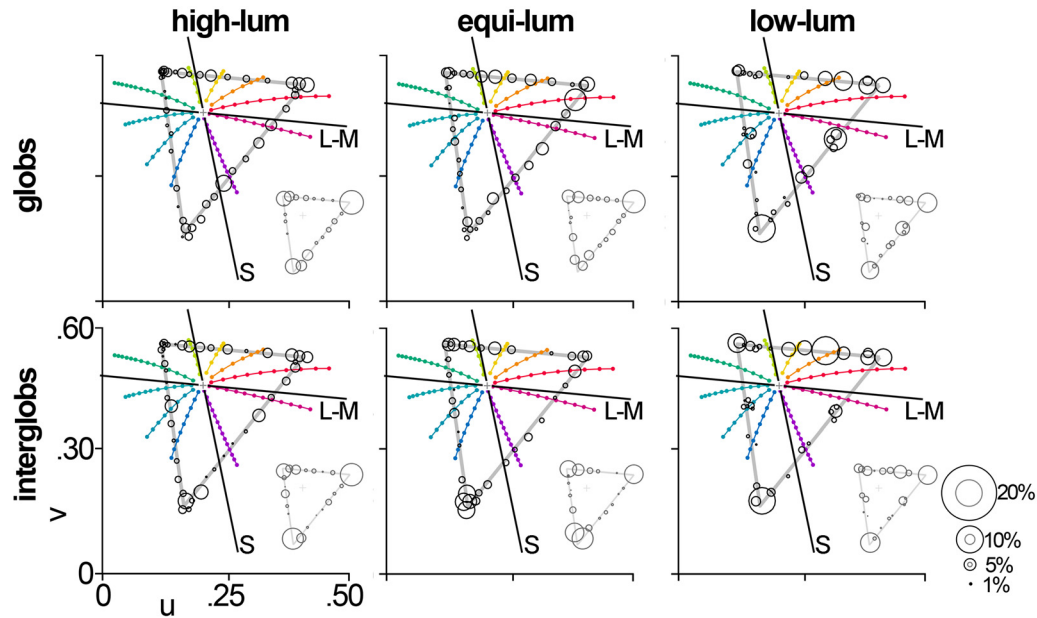 high-lum equi-lum low-lum
globs
L-M L-M L-M
S S S
interglobs
.60
L-M L-M L-M
.30
v
S S S
20%
10%
5%
1%
0
0 .25 .50
u